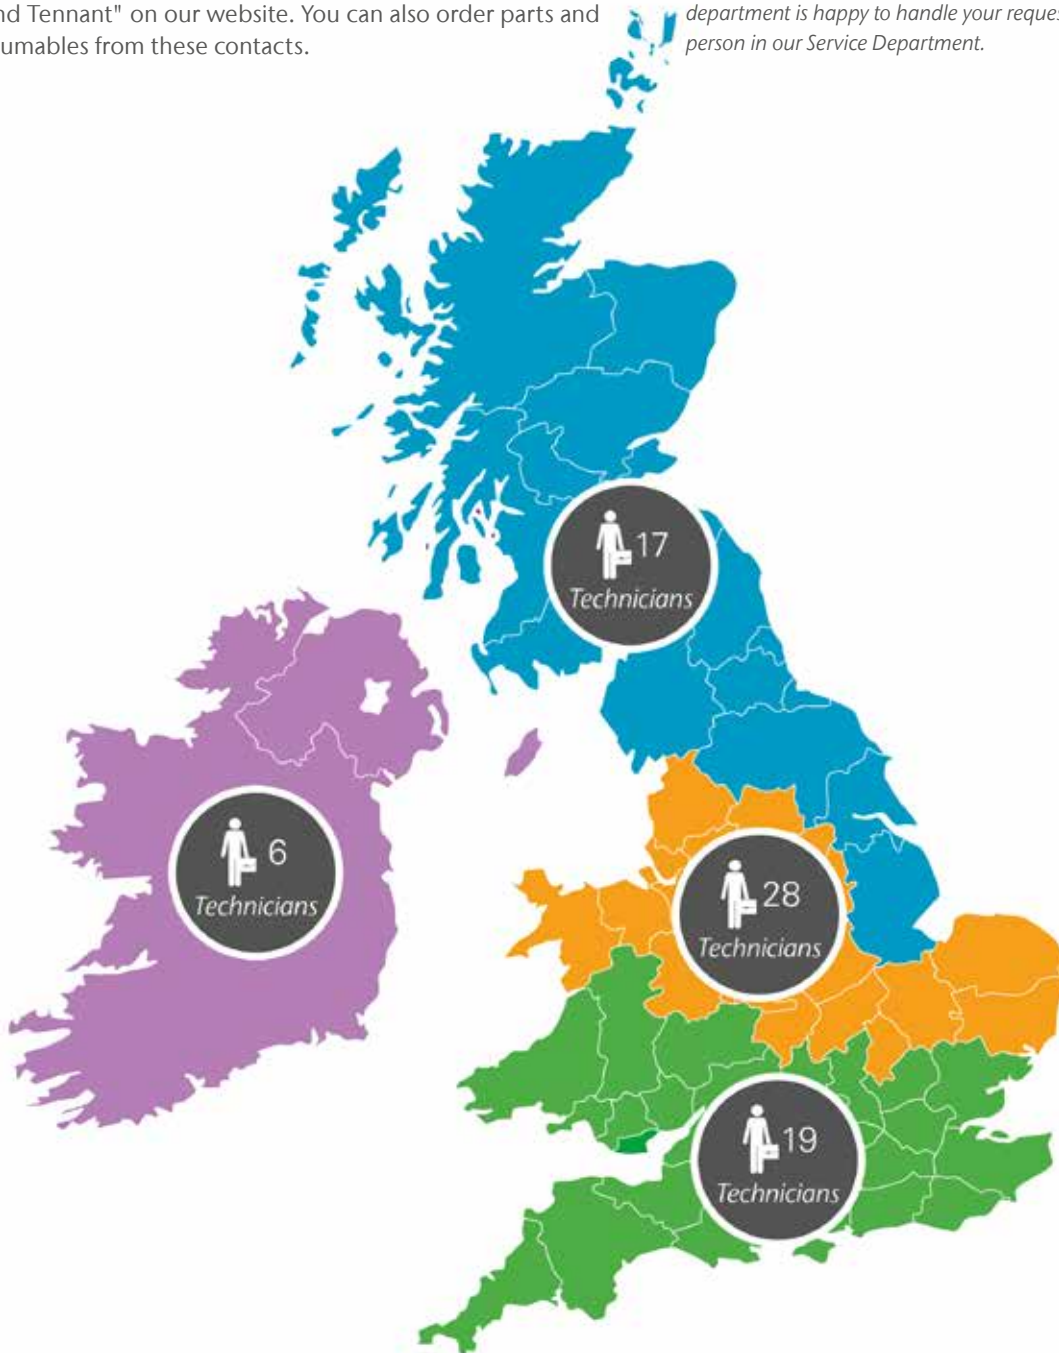 nd Tennant" on our website. You can also order parts and
umables from these contacts.
department is happy to handle your reques
person in our Service Department.
17
Technicians
6
Technicians
28
Technicians
19
Technicians